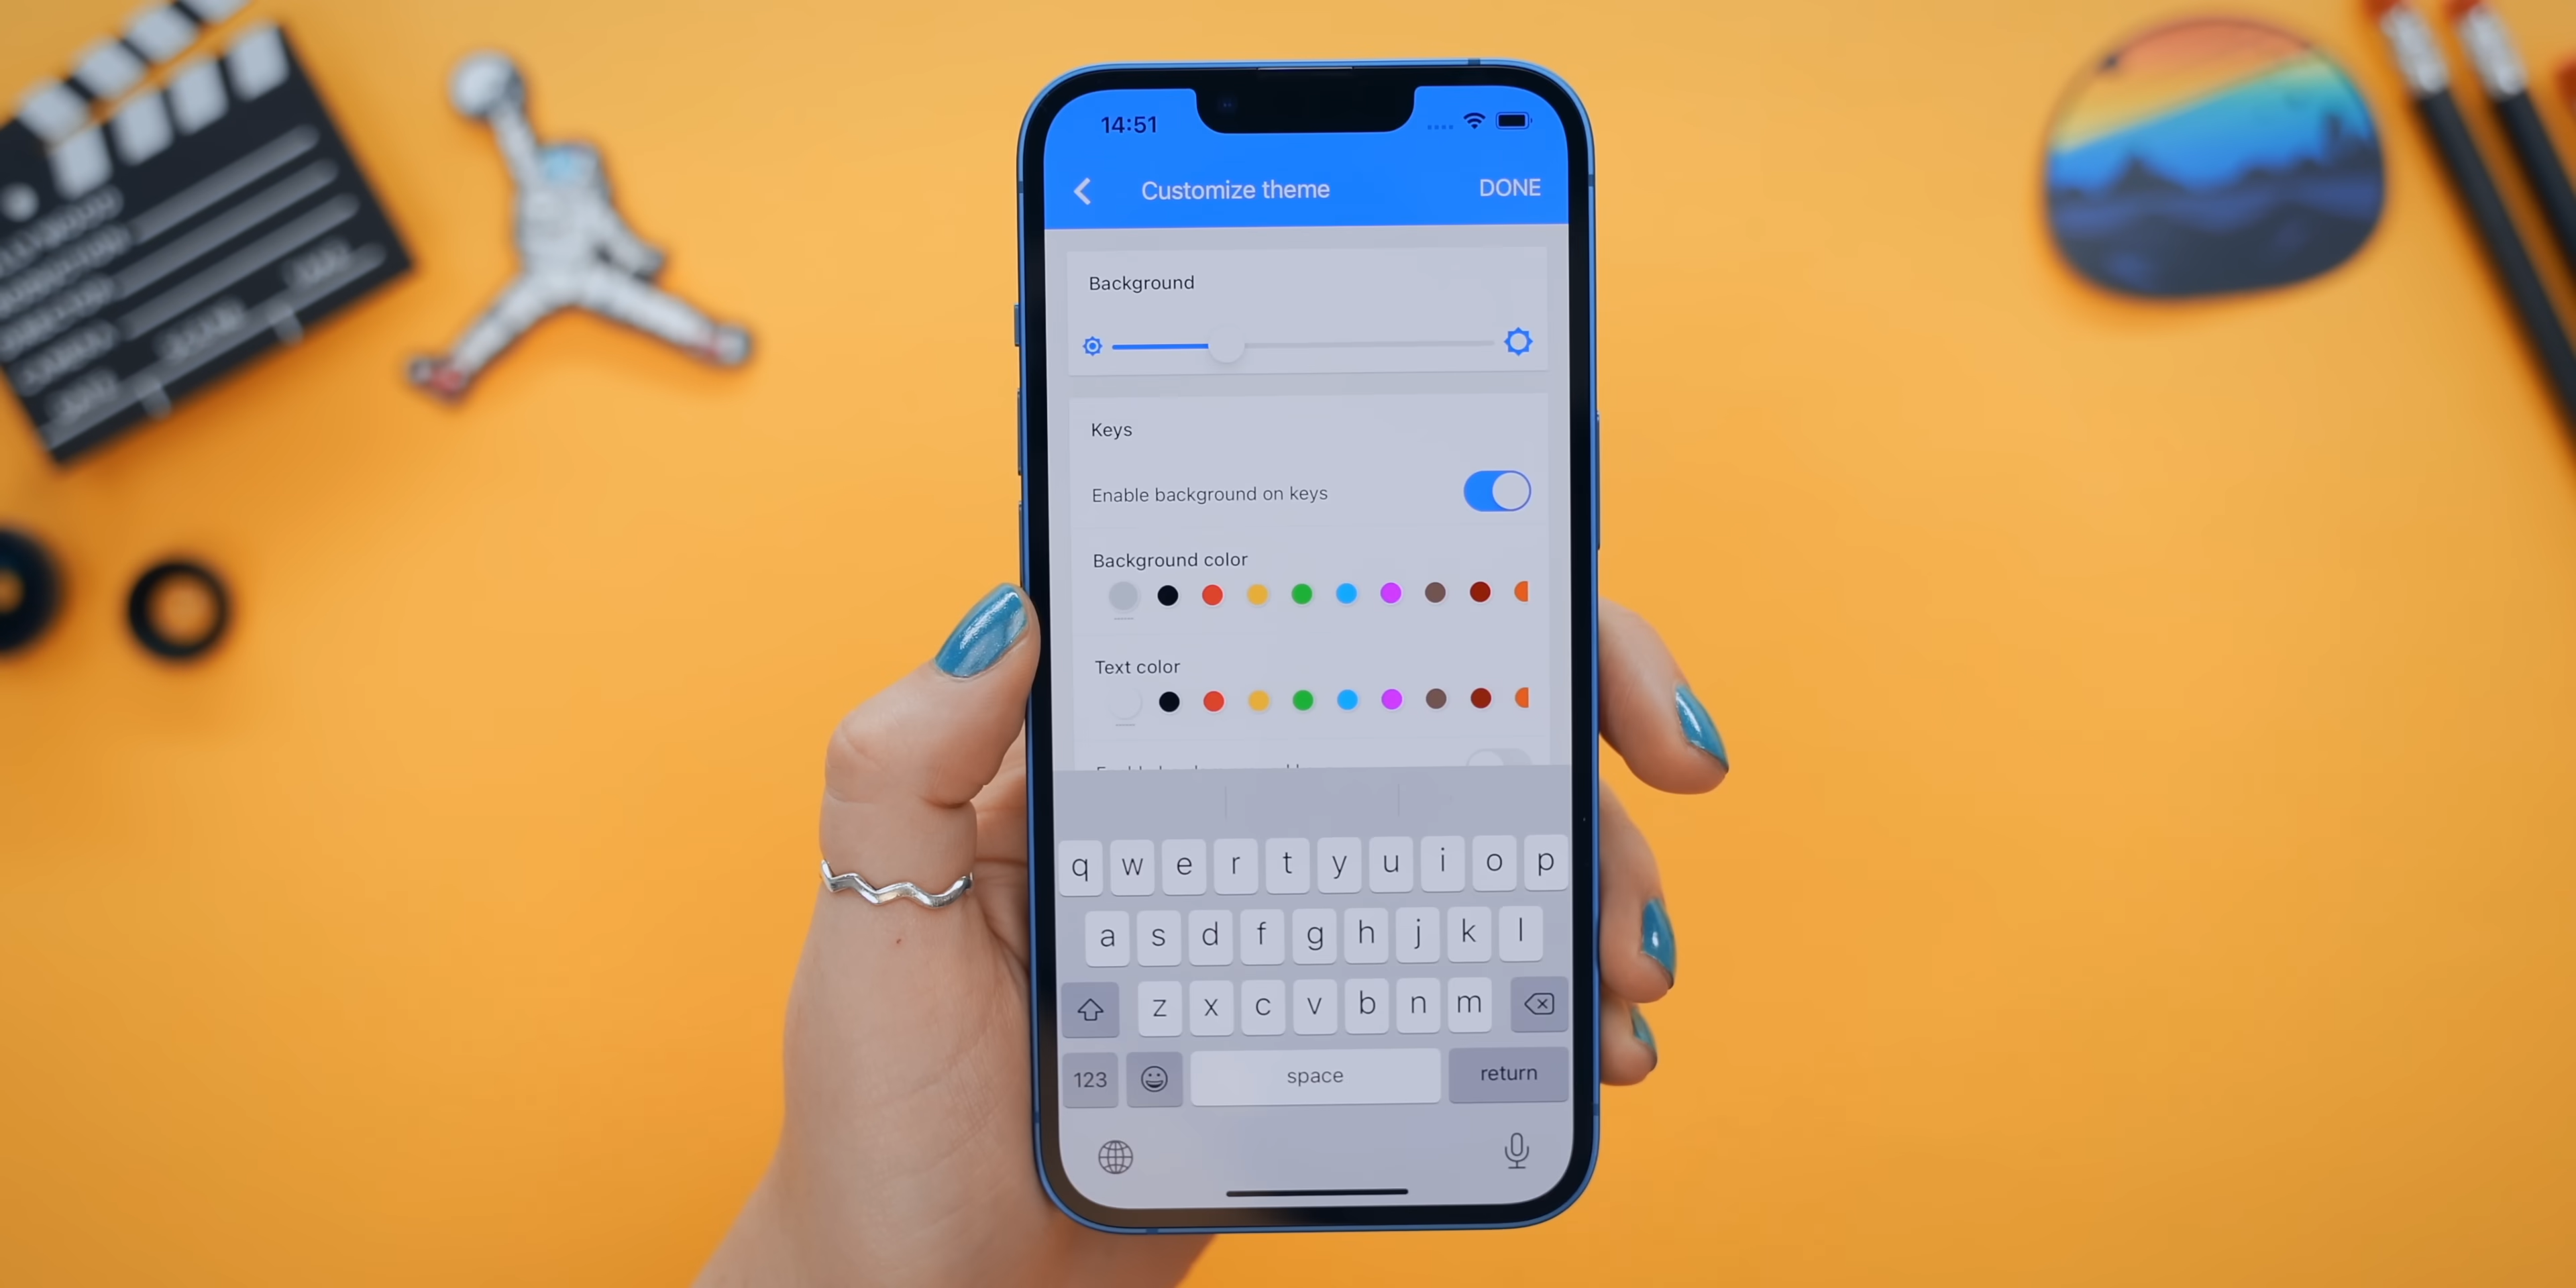 14:51
Customize theme DONE
Background
Keys
Enable background on keys
Background color
Text color
q w e r t y u i o p
a s d f g h j k l
z x c v b n m
123 space return